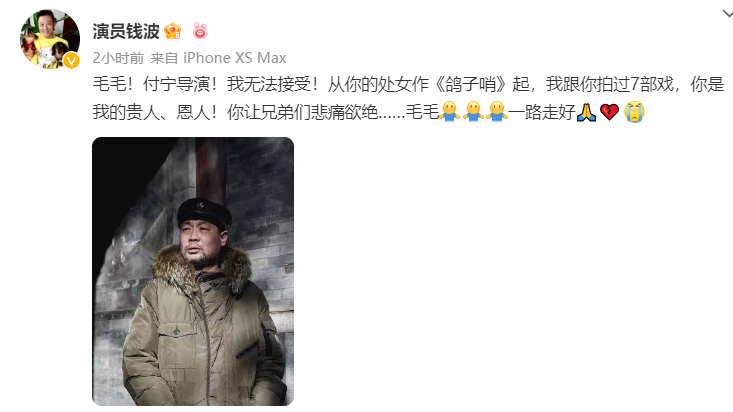 演员钱波
2小时前 来自 iPhone XS Max
毛毛！付宁导演！我无法接受！从你的处女作《鸽子哨》起，我跟你拍过7部戏，你是
我的贵人、恩人！你让兄弟们悲痛欲绝......毛毛🤷🤷🤷一路走好🙏💔😭